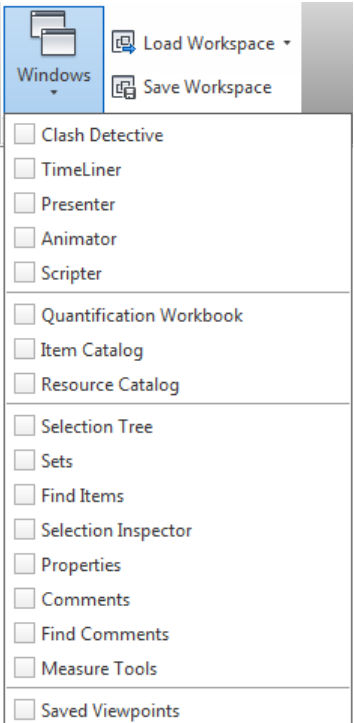 Windows
Load Workspace
Save Workspace
Clash Detective
TimeLiner
Presenter
Animator
Scripter
Quantification Workbook
Item Catalog
Resource Catalog
Selection Tree
Sets
Find Items
Selection Inspector
Properties
Comments
Find Comments
Measure Tools
Saved Viewpoints